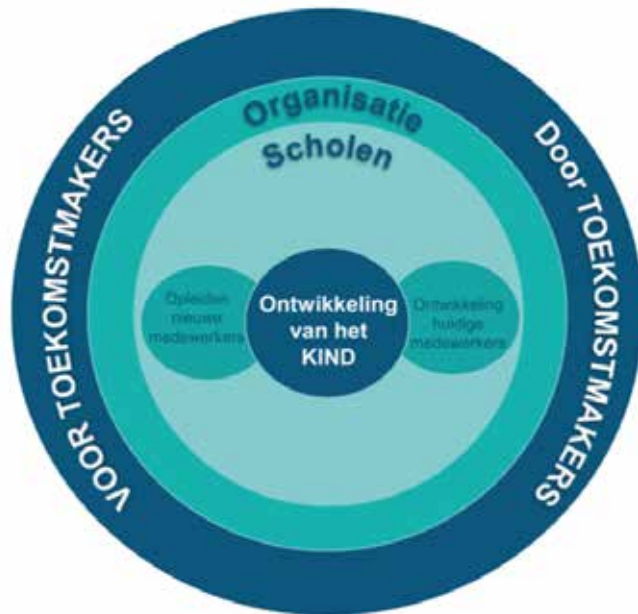 VOOR TOEKOMSTMAKERS
Door TOEKOMSTMAKERS
Organisatie
Scholen
Opleiden
nieuwe
medewerkers
Ontwikkeling
van het
KIND
Ontwikkeling
huidige
medewerkers